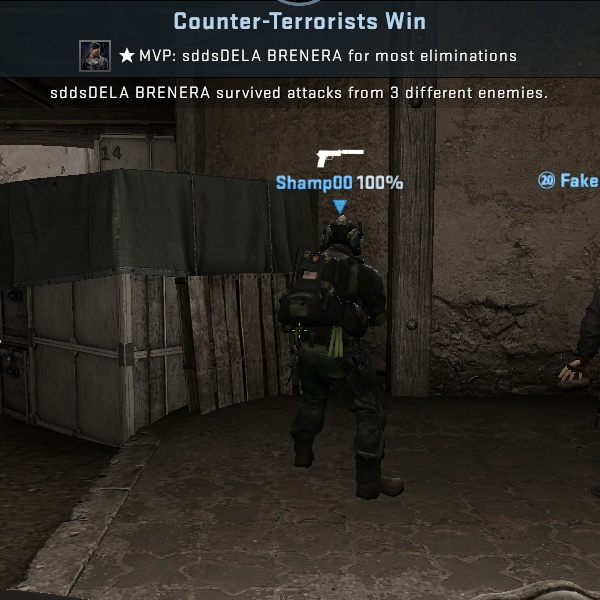 Counter-Terrorists Win
★ MVP: sddsDELA BRENERA for most eliminations
sddsDELA BRENERA survived attacks from 3 different enemies.
14
Shamp00 100%
20 Fake